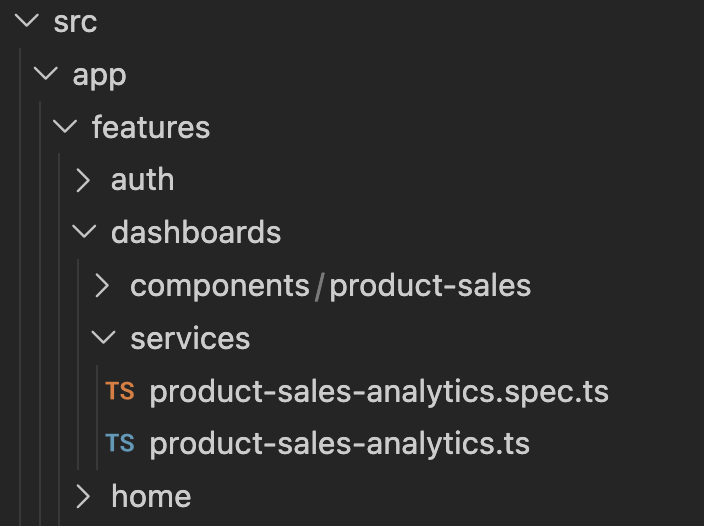 src
app
features
auth
dashboards
components/product-sales
services
TS product-sales-analytics.spec.ts
TS product-sales-analytics.ts
home